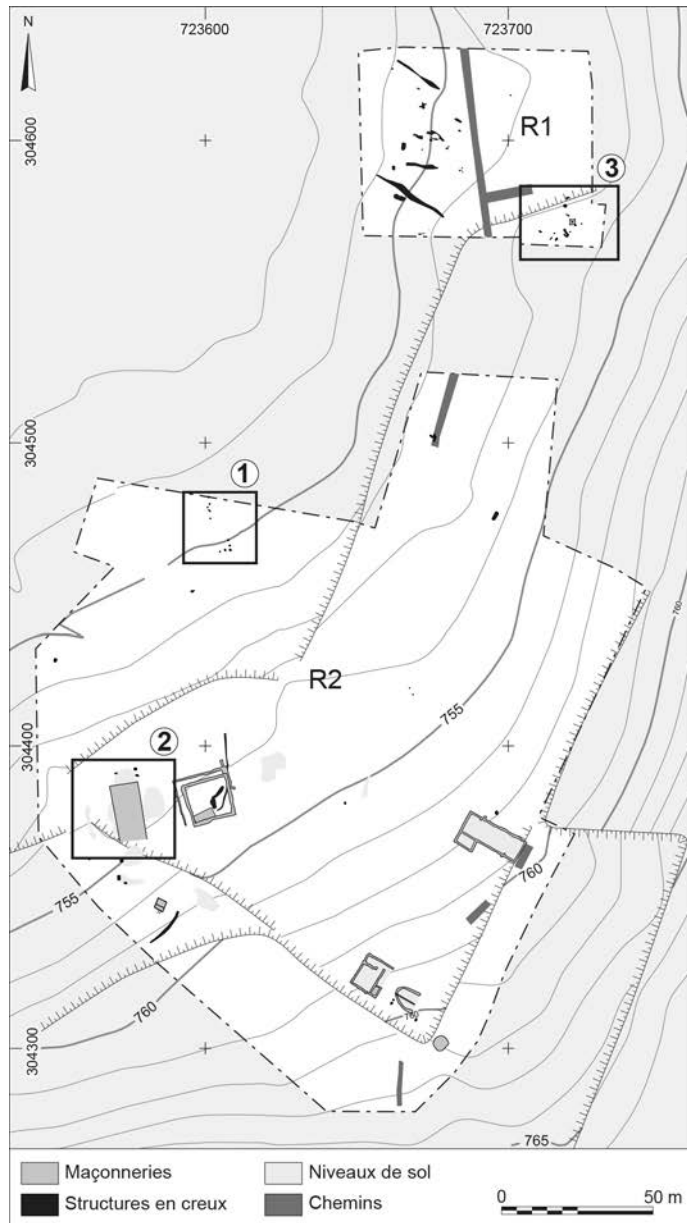 N
723600
723700
304600
R1
3
304500
1
R2
755
760
2
304400
755
760
760
760
304300
765
Maçonneries
Niveaux de sol
Structures en creux
Chemins
0
50 m